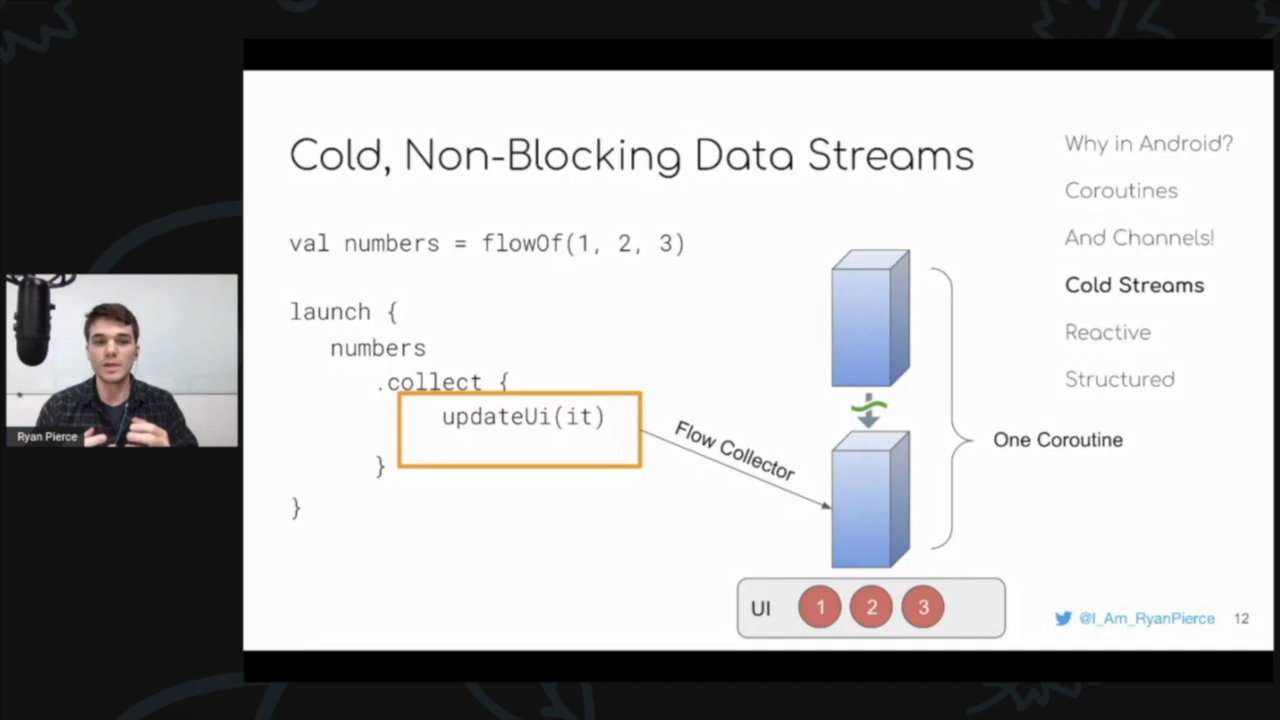 Cold, Non-Blocking Data Streams
val numbers = flowOf(1, 2, 3)
launch {
numbers
.collect {
updateUi(it)
}
}
Flow Collector
One Coroutine
UI 1 2 3
Why in Android?
Coroutines
And Channels!
Cold Streams
Reactive
Structured
@I_Am_RyanPierce 12
Ryan Pierce